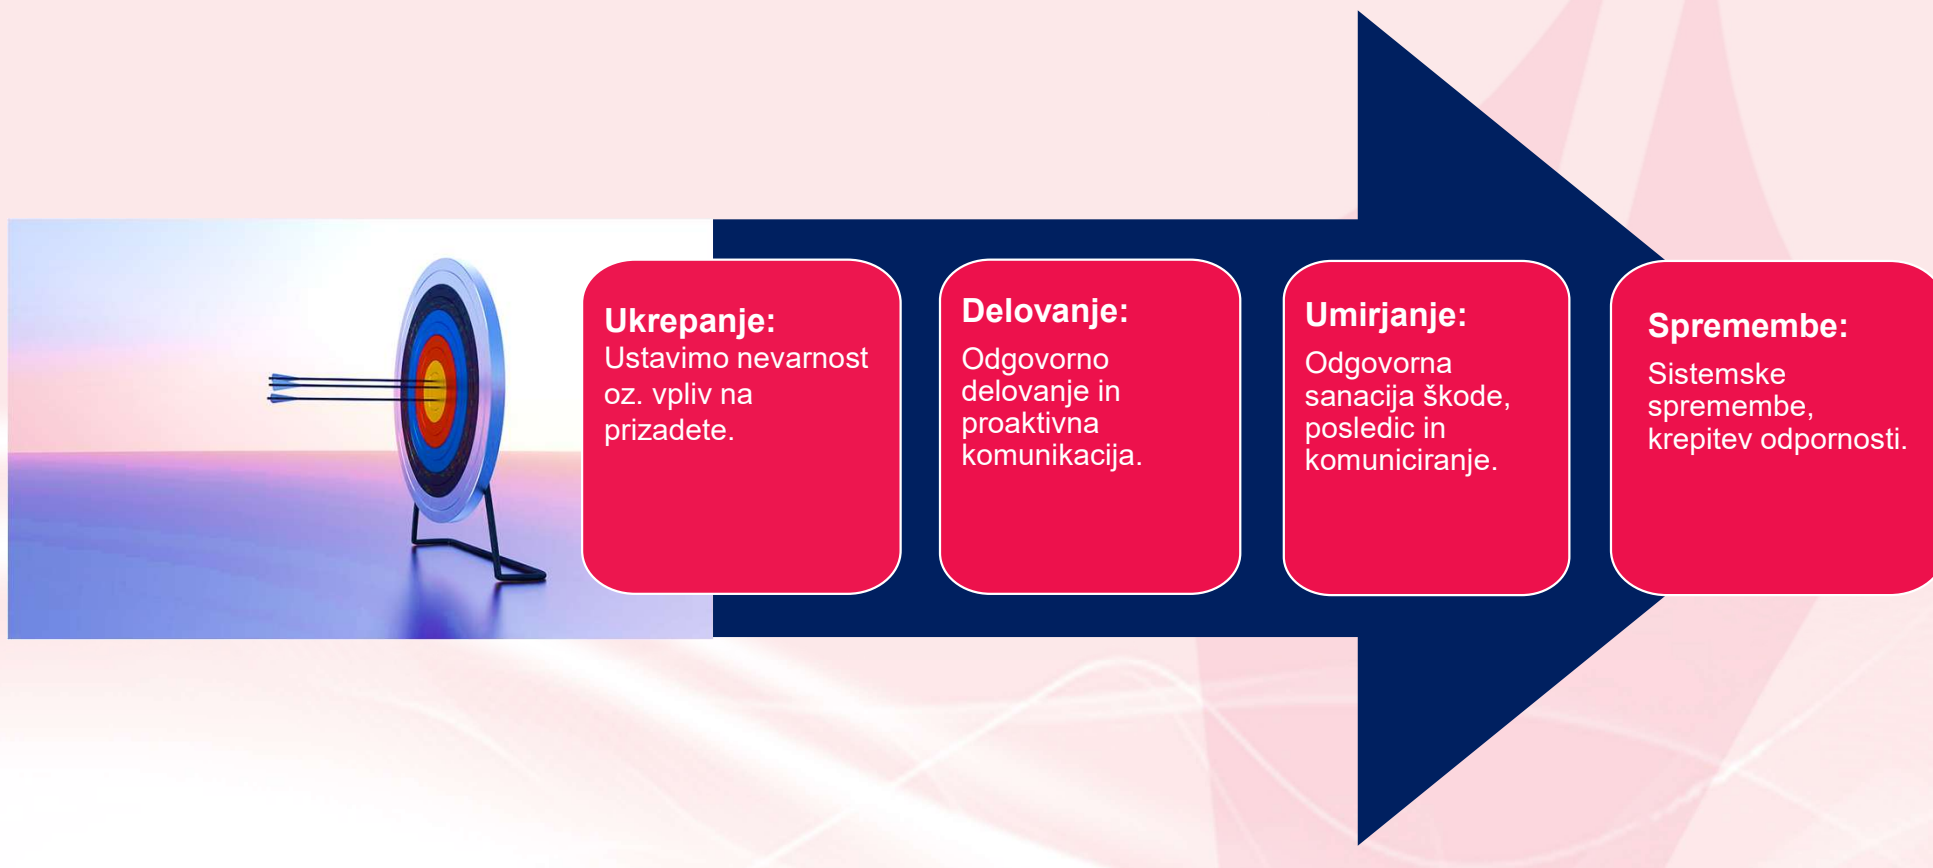 Ukrepanje:
Ustavimo nevarnost
oz. vpliv na
prizadete.
Delovanje:
Odgovorno
delovanje in
proaktivna
komunikacija.
Umirjanje:
Odgovorna
sanacija škode,
posledic in
komuniciranje.
Spremembe:
Sistemske
spremembe,
krepitev odpornosti.